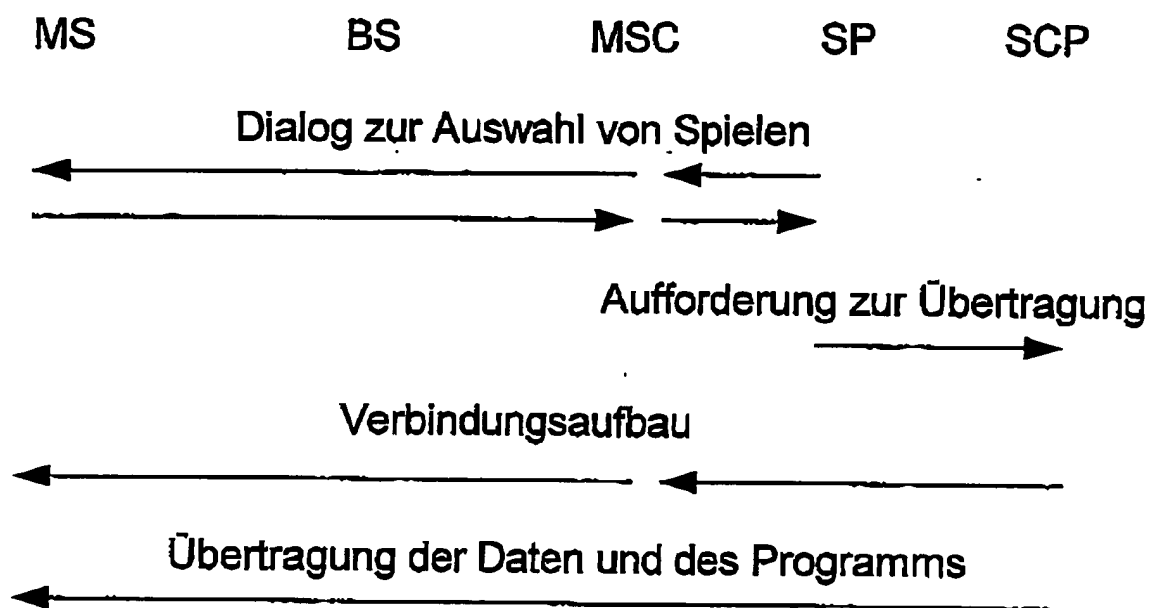 MS BS MSC SP SCP
Dialog zur Auswahl von Spielen
Aufforderung zur Übertragung
Verbindungsaufbau
Übertragung der Daten und des Programms